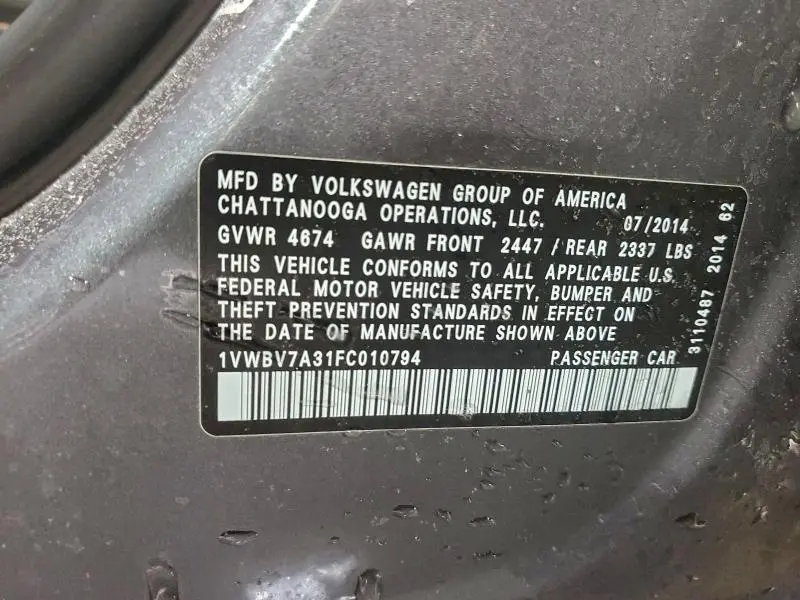 MFD BY VOLKSWAGEN GROUP OF AMERICA
CHATTANOOGA OPERATIONS, LLC. 07/2014
GVWR 4674 GAWR FRONT 2447 / REAR 2337 LBS
THIS VEHICLE CONFORMS TO ALL APPLICABLE U.S.
FEDERAL MOTOR VEHICLE SAFETY, BUMPER AND
THEFT PREVENTION STANDARDS IN EFFECT ON
THE DATE OF MANUFACTURE SHOWN ABOVE
1VWBV7A31FC010794 PASSENGER CAR
3110487 2014 62